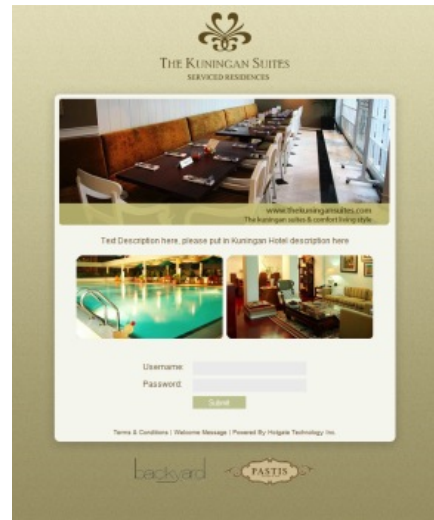 THE KUNINGAN SUITES
SERVICED RESIDENCES
www.thekuningansuites.com
The kuningan suites & comfort living style
Text Description here, please put in Kuningan Hotel description here
Username:
Password:
Submit
Terms & Conditions | Welcome Message | Powered By Holgate Technology Inc.
backyard
PASTIS